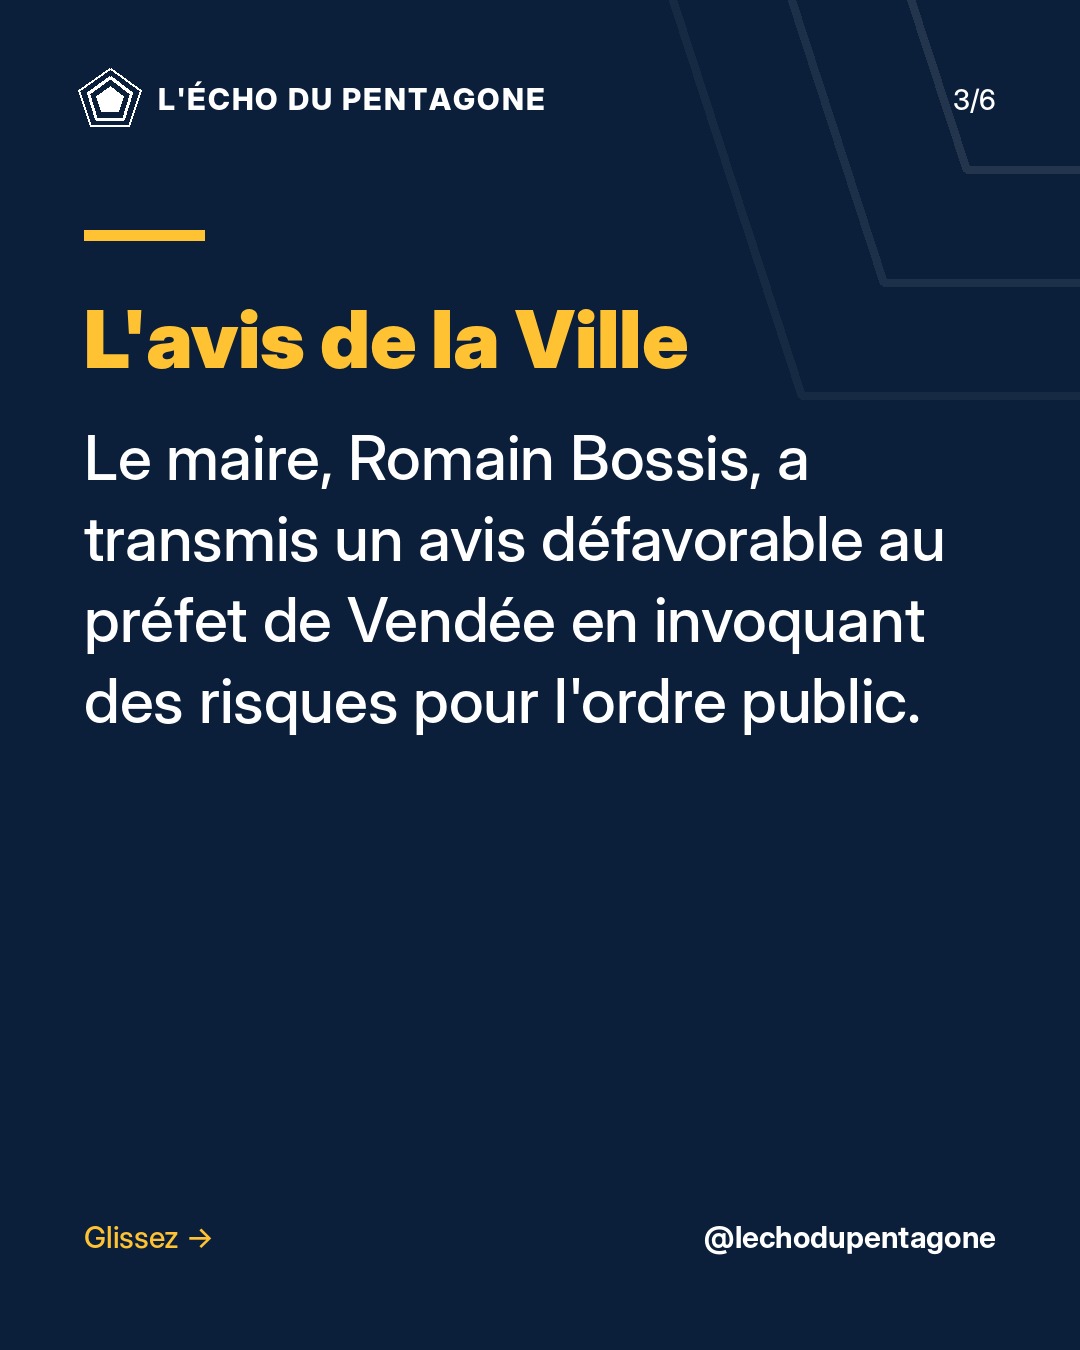 L'ÉCHO DU PENTAGONE
3/6
L'avis de la Ville
Le maire, Romain Bossis, a
transmis un avis défavorable au
préfet de Vendée en invoquant
des risques pour l'ordre public.
Glissez →
@lechodupentagone